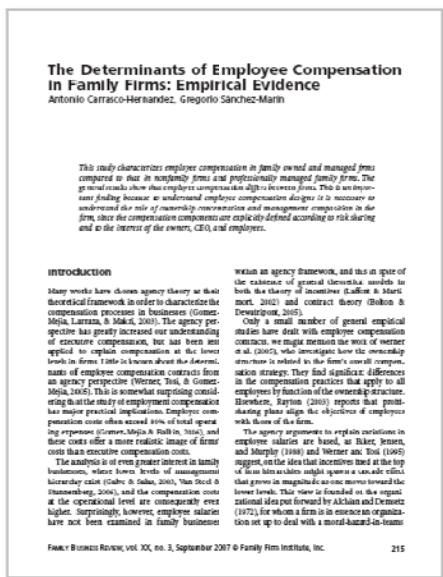 The Determinants of Employee Compensation
in Family Firms: Empirical Evidence
Antonio Carrasco-Hernandez, Gregorio Sánchez-Marín
This study characterizes employee compensation in family owned and managed firms
compared to that in nonfamily firms and professionally managed family firms. The
general results show that employee compensation differs between firms. This is an impor-
tant finding because to understand employee compensation designs it is necessary to
understand the role of ownership concentration and management composition in the
firm, since the compensation components are explicitly defined according to risk sharing
and to the interest of the owners, CEO, and employees.
Introduction
Many works have chosen agency theory as their
theoretical framework in order to characterize the
compensation processes in businesses (Gomez-
Mejia, Larraza, & Makri, 2003). The agency per-
spective has greatly increased our understanding
of executive compensation, but has been less
applied to explain compensation at the lower
levels in firms. Little is known about the determi-
nants of employee compensation contracts from
an agency perspective (Werner, Tosi, & Gomez-
Mejia, 2005). This is somewhat surprising consid-
ering that the study of employment compensation
has major practical implications. Employee com-
pensation costs often exceed 80% of total operat-
ing expenses (Gomez-Mejia & Balkin, 2006), and
these costs offer a more realistic image of firms'
costs than executive compensation costs.
The analysis is of even greater interest in family
businesses, where fewer levels of management
hierarchy exist (Galve & Salas, 2003, Van Steel &
Stunnenberg, 2006), and the compensation costs
at the operational level are consequently even
higher. Surprisingly, however, employee salaries
have not been examined in family businesses
within an agency framework, and this in spite of
the existence of general theoretical models in
both the theory of incentives (Laffont & Marti-
mort, 2002) and contract theory (Bolton &
Dewatripont, 2005).
Only a small number of general empirical
studies have dealt with employee compensation
contracts. We might mention the work of Werner
et al. (2005), who investigate how the ownership
structure is related to the firm's overall compen-
sation strategy. They find significant differences
in the compensation practices that apply to all
employees by function of the ownership structure.
Elsewhere, Rayton (2003) reports that profit-
sharing plans align the objectives of employees
with those of the firm.
The agency arguments to explain variations in
employee salaries are based, as Baker, Jensen,
and Murphy (1988) and Werner and Tosi (1995)
suggest, on the idea that incentives used at the top
of firm hierarchies might spawn a cascade effect
that grows in magnitude as one moves toward the
lower levels. This view is founded on the organi-
zational idea put forward by Alchian and Demsetz
(1972), for whom a firm is in essence an organiza-
tion set up to deal with a moral-hazard-in-teams
FAMILY BUSINESS REVIEW, vol. XX, no. 3, September 2007 © Family Firm Institute, Inc. 215